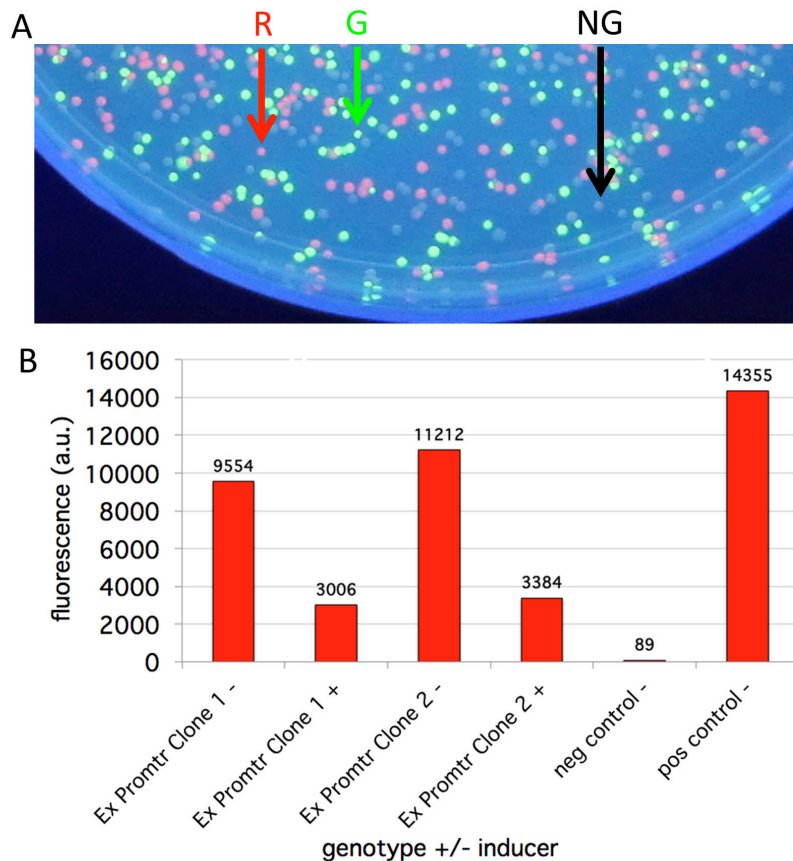 A
R G NG
B
16000
14000
12000
10000
8000
6000
4000
2000
0
fluorescence (a.u.)
9554
3006
11212
3384
89
14355
Ex Promtr Clone 1 -
Ex Promtr Clone 1 +
Ex Promtr Clone 2 -
Ex Promtr Clone 2 +
neg control -
pos control -
genotype +/- inducer